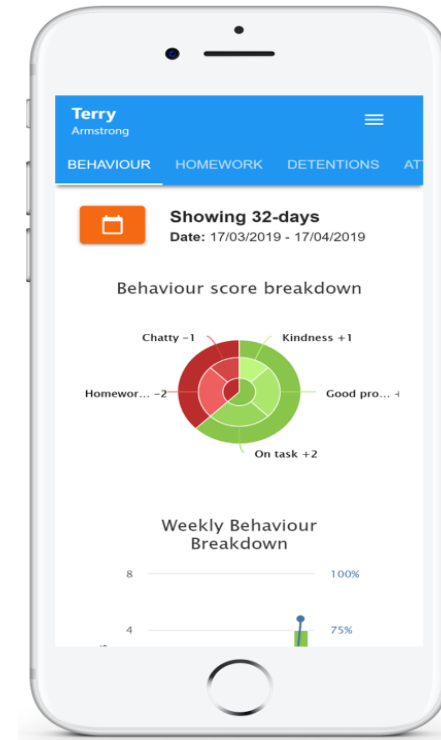 Terry
Armstrong
BEHAVIOUR HOMEWORK DETENTIONS AT
Showing 32-days
Date: 17/03/2019 - 17/04/2019
Behaviour score breakdown
Chatty -1 Kindness +1
Homewor... -2 Good pro... +
On task +2
Weekly Behaviour
Breakdown
8 100%
4 75%